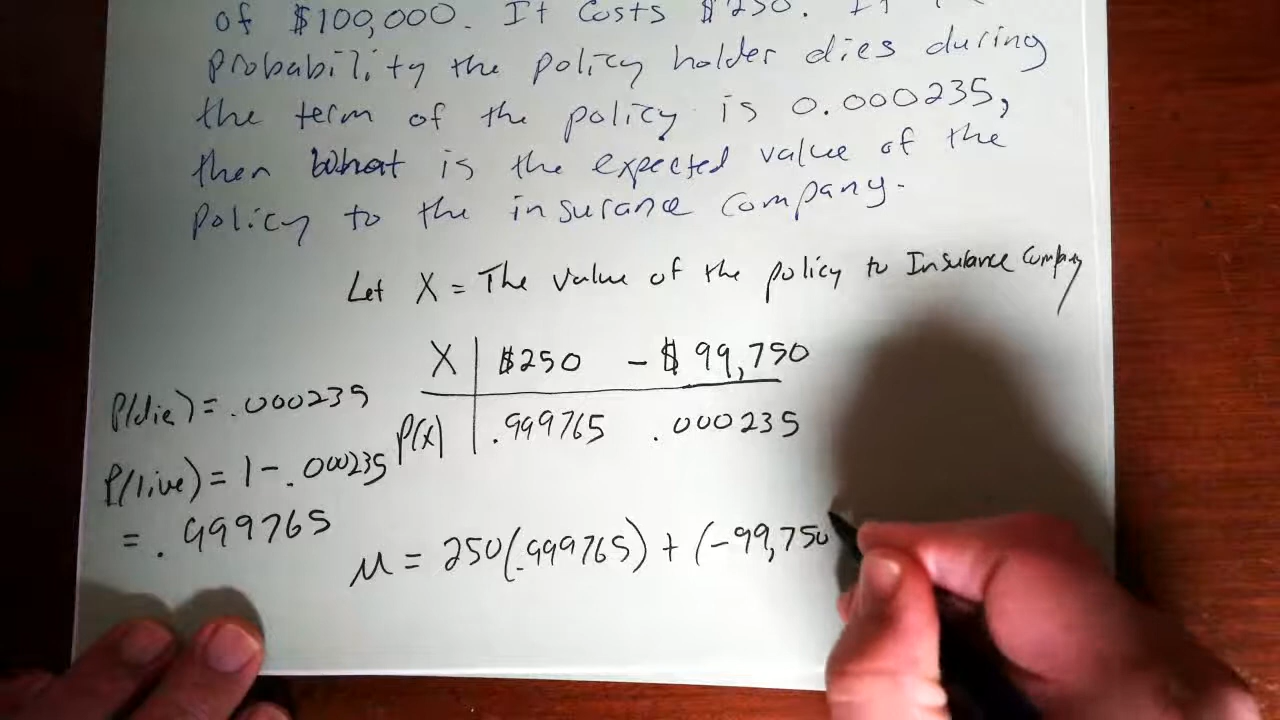 of $100,000. It costs $250. If
probability the policy holder dies during
the term of the policy is 0.000235,
then What is the expected value of the
policy to the insurance company.
Let X = The value of the policy to Insurance Company
X $250 -$99,750
P(die) = .000235
P(x) .999765 .000235
P(live) = 1 - .000235
= .999765
M = 250(.999765) + (-99,750